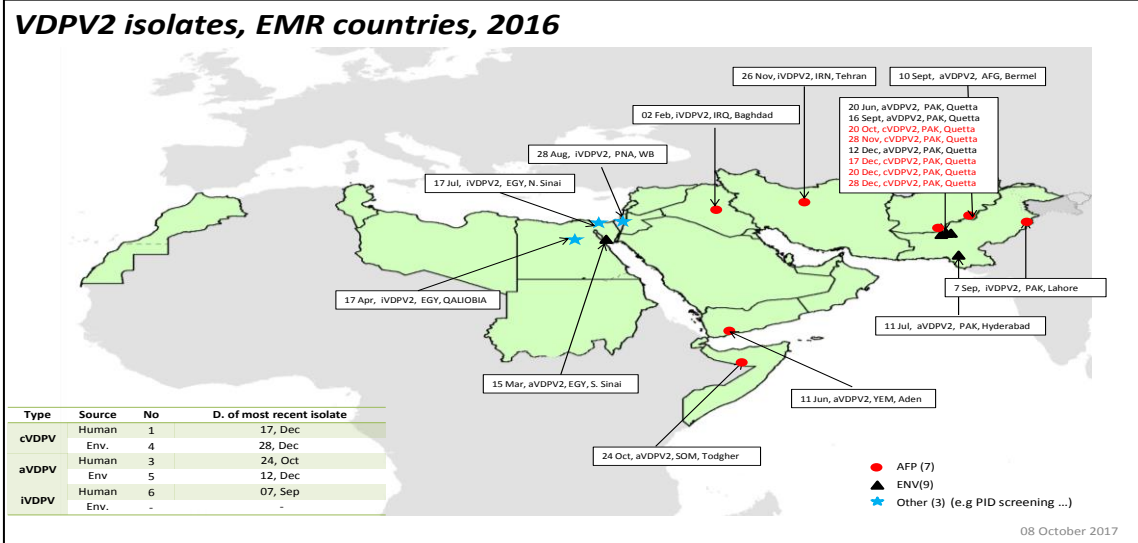 VDPV2 isolates, EMR countries, 2016
26 Nov, iVDPV2, IRN, Tehran
10 Sept, aVDPV2, AFG, Bermel
02 Feb, iVDPV2, IRQ, Baghdad
20 Jun, aVDPV2, PAK, Quetta
16 Sept, aVDPV2, PAK, Quetta
20 Oct, cVDPV2, PAK, Quetta
28 Nov, cVDPV2, PAK, Quetta
12 Dec, aVDPV2, PAK, Quetta
17 Dec, cVDPV2, PAK, Quetta
20 Dec, cVDPV2, PAK, Quetta
28 Dec, cVDPV2, PAK, Quetta
28 Aug, iVDPV2, PNA, WB
17 Jul, iVDPV2, EGY, N. Sinai
17 Apr, iVDPV2, EGY, QALIOBIA
7 Sep, iVDPV2, PAK, Lahore
11 Jul, aVDPV2, PAK, Hyderabad
15 Mar, aVDPV2, EGY, S. Sinai
11 Jun, aVDPV2, YEM, Aden
24 Oct, aVDPV2, SOM, Todgher
Type Source No D. of most recent isolate
cVDPV Human 1 17, Dec
Env. 4 28, Dec
aVDPV Human 3 24, Oct
Env 5 12, Dec
iVDPV Human 6 07, Sep
Env. - -
AFP (7)
ENV(9)
Other (3) (e.g PID screening ...)
08 October 2017